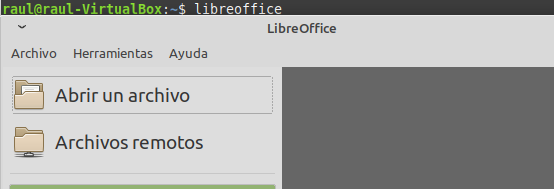 raul@raul-VirtualBox:~$ libreoffice
LibreOffice
Archivo Herramientas Ayuda
Abrir un archivo
Archivos remotos